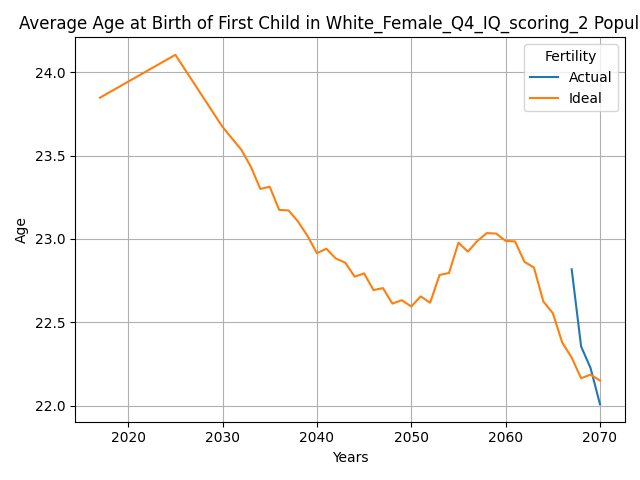 Average Age at Birth of First Child in White_Female_Q4_IQ_scoring_2 Popul
Fertility
Actual
Ideal
24.0
23.5
23.0
22.5
22.0
Age
2020 2030 2040 2050 2060 2070
Years